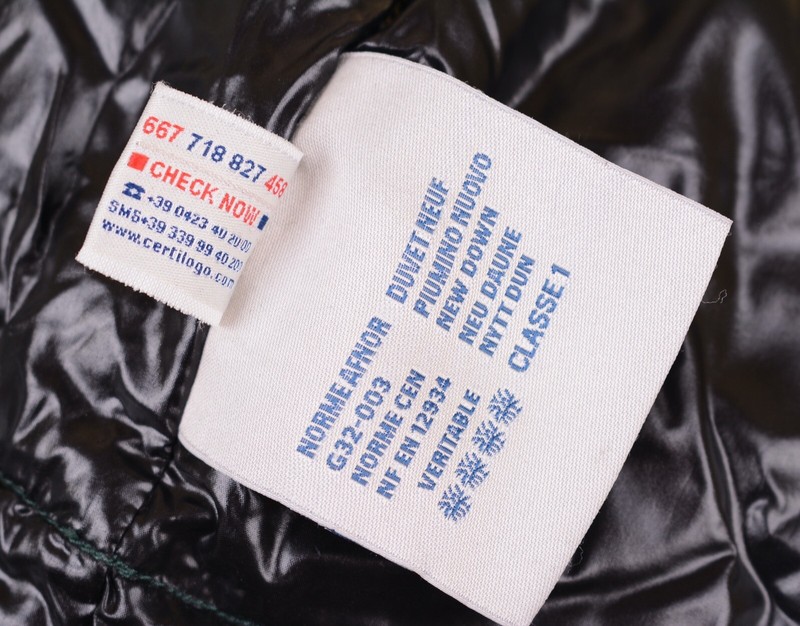 667 718 827 458
CHECK NOW
☎ +39 0423 40 20 00
SMS+39 339 99 40 200
www.certilogo.com
DUVET NEUF
PIUMINO NUOVO
NEW DOWN
NEU DAUNE
NYTT DUN
CLASSE 1
NORME AFNOR
G32-003
NORME CEN
NF EN 12934
VERITABLE